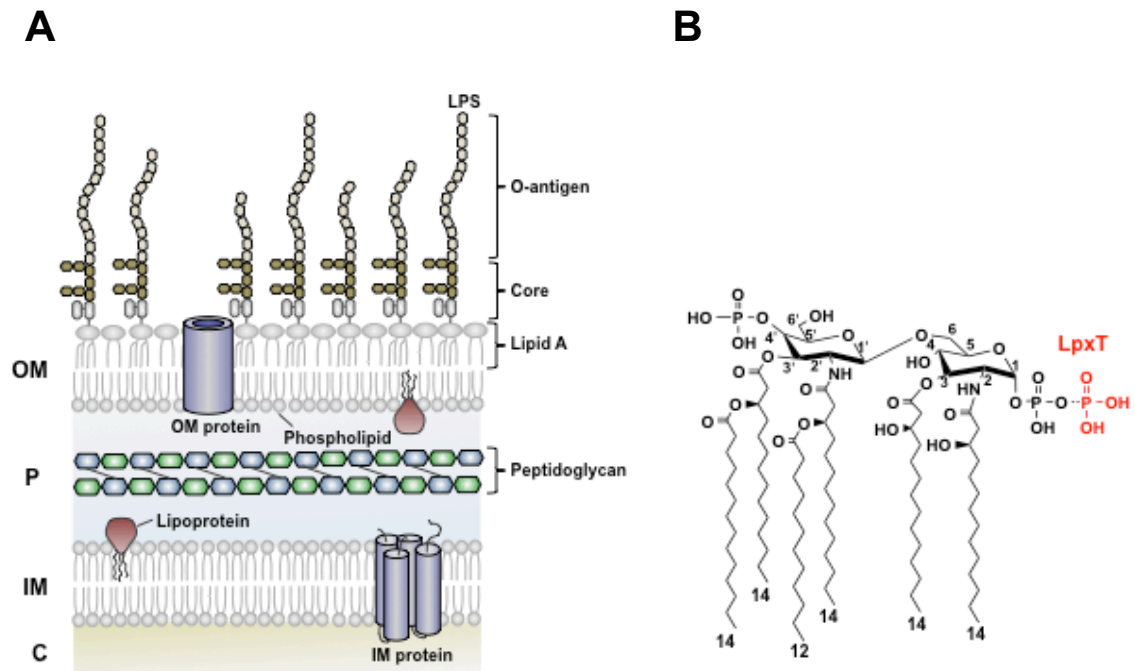 A
B
LPS
O-antigen
Core
Lipid A
OM
OM protein
Phospholipid
P
Peptidoglycan
Lipoprotein
IM
IM protein
C
LpxT
O
HO P O
OH
6' OH
5' O
4'
O 3' 2' 1'
O NH
O O
O O
O O
O 6
5 O
4 HO
O 3 2 1
O NH
HO O
HO
O P O P OH
O O
OH OH
14
14
12
14
14
14